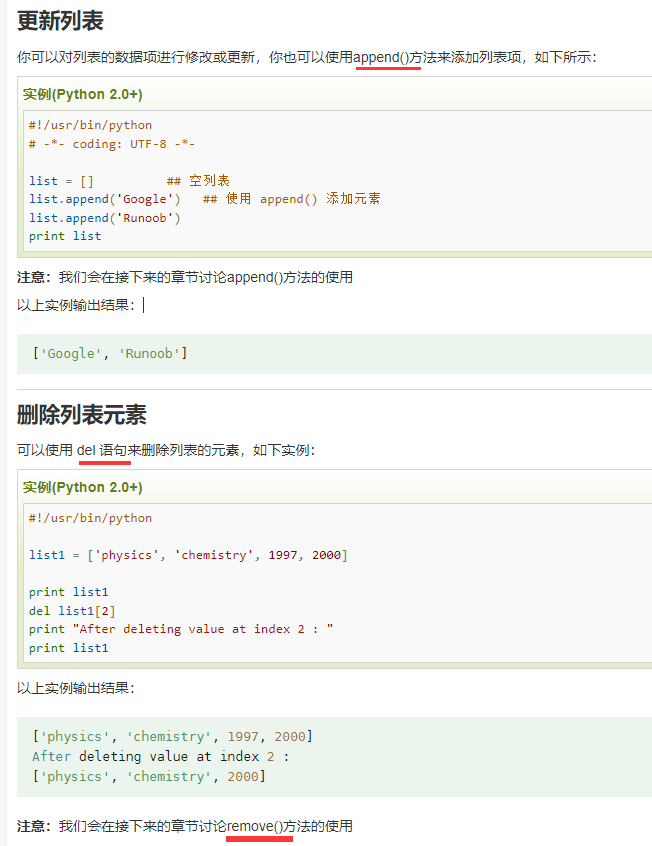 更新列表
你可以对列表的数据项进行修改或更新，你也可以使用append()方法来添加列表项，如下所示：
实例(Python 2.0+)
#!/usr/bin/python
# -*- coding: UTF-8 -*-
list = []          ## 空列表
list.append('Google')   ## 使用 append() 添加元素
list.append('Runoob')
print list
注意：我们会在接下来的章节讨论append()方法的使用
以上实例输出结果：
['Google', 'Runoob']
删除列表元素
可以使用 del 语句来删除列表的元素，如下实例：
实例(Python 2.0+)
#!/usr/bin/python
list1 = ['physics', 'chemistry', 1997, 2000]
print list1
del list1[2]
print "After deleting value at index 2 : "
print list1
以上实例输出结果：
['physics', 'chemistry', 1997, 2000]
After deleting value at index 2 :
['physics', 'chemistry', 2000]
注意：我们会在接下来的章节讨论remove()方法的使用